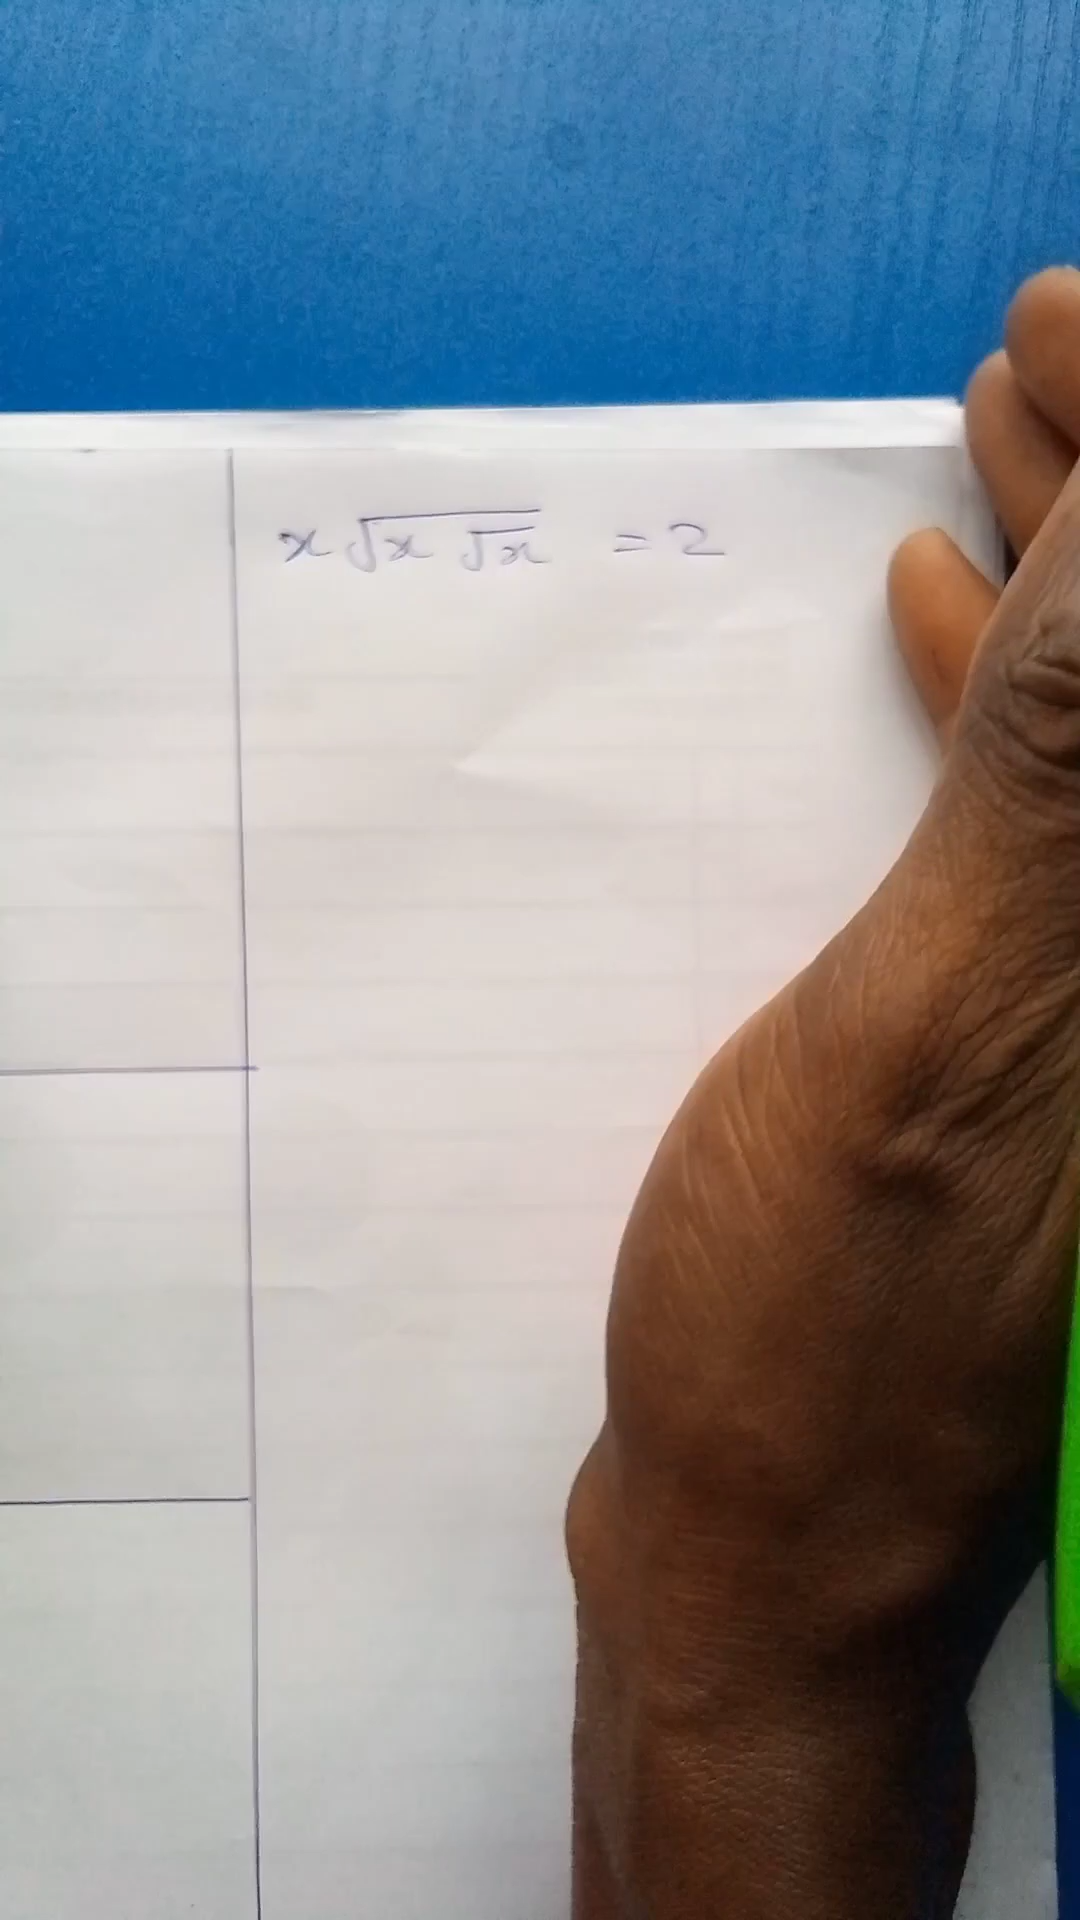 x√(x√x) = 2